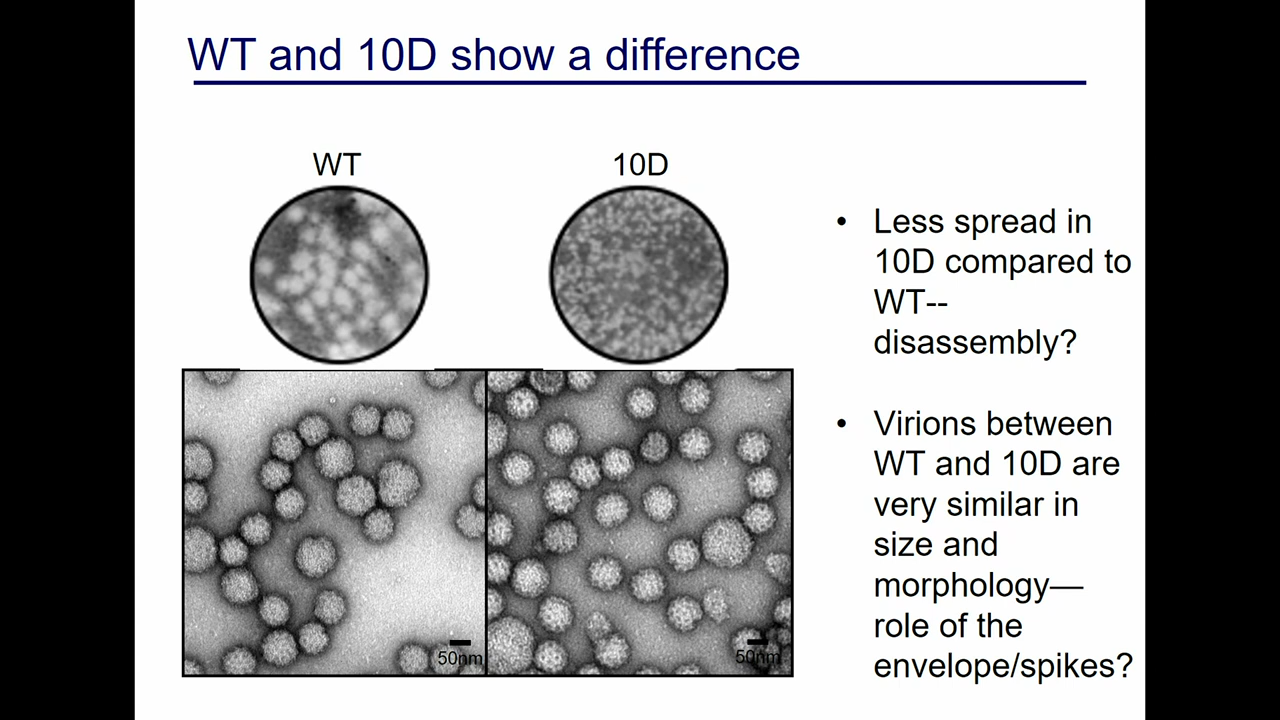 WT and 10D show a difference
WT
10D
• Less spread in
10D compared to
WT--
disassembly?
• Virions between
WT and 10D are
very similar in
size and
morphology—
role of the
envelope/spikes?
50nm
50nm